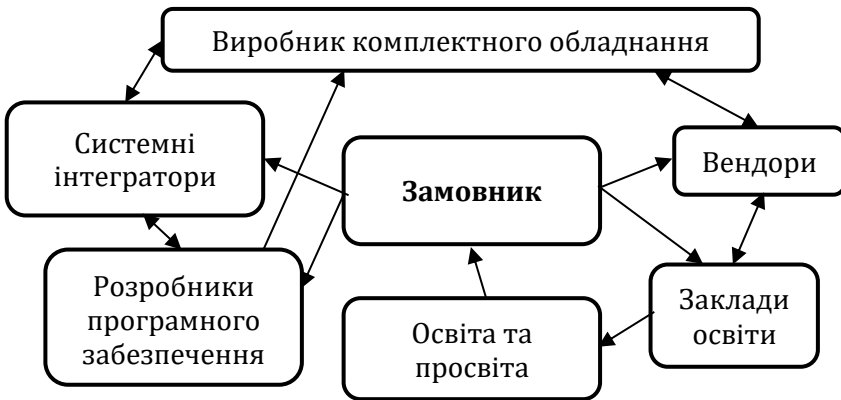 Виробник комплектного обладнання
Системні
інтегратори
Замовник
Вендори
Розробники
програмного
забезпечення
Освіта та
просвіта
Заклади
освіти